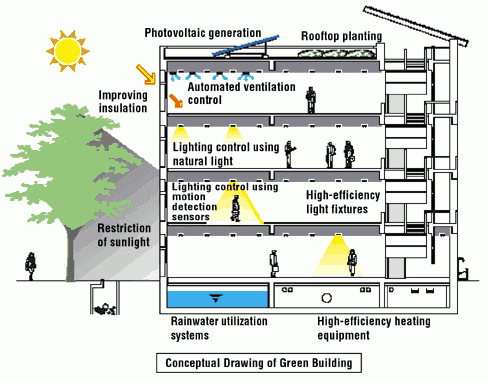 Photovoltaic generation
Rooftop planting
Improving
insulation
Automated ventilation
control
Lighting control using
natural light
Lighting control using
motion
detection
sensors
High-efficiency
light fixtures
Restriction
of sunlight
Rainwater utilization
systems
High-efficiency heating
equipment
Conceptual Drawing of Green Building